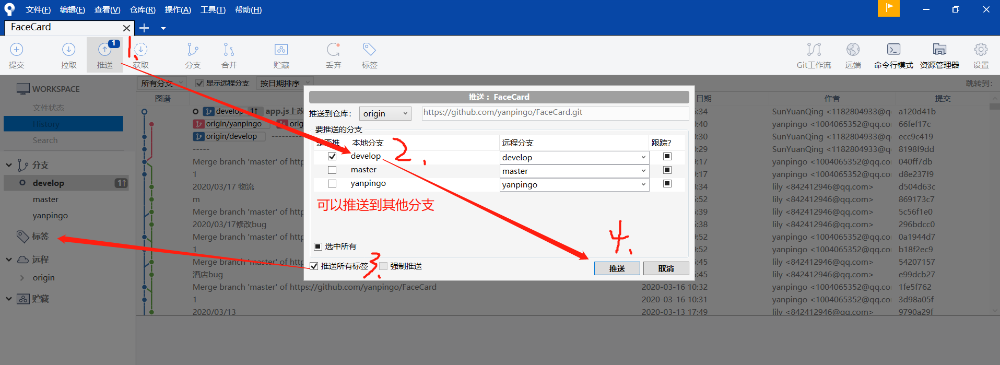 文件(F) 编辑(E) 查看(V) 仓库(R) 操作(A) 工具(T) 帮助(H)
FaceCard
1
1.
提交 拉取 推送 获取 分支 合并 贮藏 丢弃 标签 Git工作流 远端 命令行模式 资源管理器 设置
WORKSPACE
文件状态
History
Search
分支
develop 1↑
master
yanpingo
标签
远程
origin
贮藏
所有分支 显示远程分支 按日期排序 跳转到:
图谱 日期 作者 提交
develop 1↑ app.js上改 5:34 SunYuanQing <1182804933@q a120d41b
origin/yanpingo orig 0:40 yanpingo <1004065352@qq.co 66fef17c
origin/develop --------- 0:30 SunYuanQing <1182804933@q ecc9c419
----- 0:29 SunYuanQing <1182804933@q 8198f9dd
Merge branch 'master' of http 9:17 yanpingo <1004065352@qq.co 040ff7db
1 9:17 yanpingo <1004065352@qq.co d8e237f9
2020/03/17 物流 3:34 lily <842412946@qq.com> d504d63c
m 5:52 lily <842412946@qq.com> 869173c7
Merge branch 'master' of http 5:39 lily <842412946@qq.com> 5c56f1e0
2020/03/17修改bug 5:38 lily <842412946@qq.com> 296bdcc0
Merge branch 'master' of http 9:52 yanpingo <1004065352@qq.co 0a1944d7
1 9:52 yanpingo <1004065352@qq.co b18f2ec9
Merge branch 'master' of http 5:45 lily <842412946@qq.com> 54207157
酒店bug 5:45 lily <842412946@qq.com> e99dcb27
Merge branch 'master' of https://github.com/yanpingo/FaceCard 2020-03-16 10:32 yanpingo <1004065352@qq.co 1fe5f762
1 2020-03-16 10:31 yanpingo <1004065352@qq.co 3d98a05f
2020/03/13 2020-03-13 17:49 lily <842412946@qq.com> 9790a29f
推送 : FaceCard
推送到仓库: origin https://github.com/yanpingo/FaceCard.git
要推送的分支
是否推 本地分支 远程分支 跟踪?
2.
develop develop
master master
yanpingo yanpingo
可以推送到其他分支
选中所有
3.
4.
推送所有标签 强制推送 推送 取消